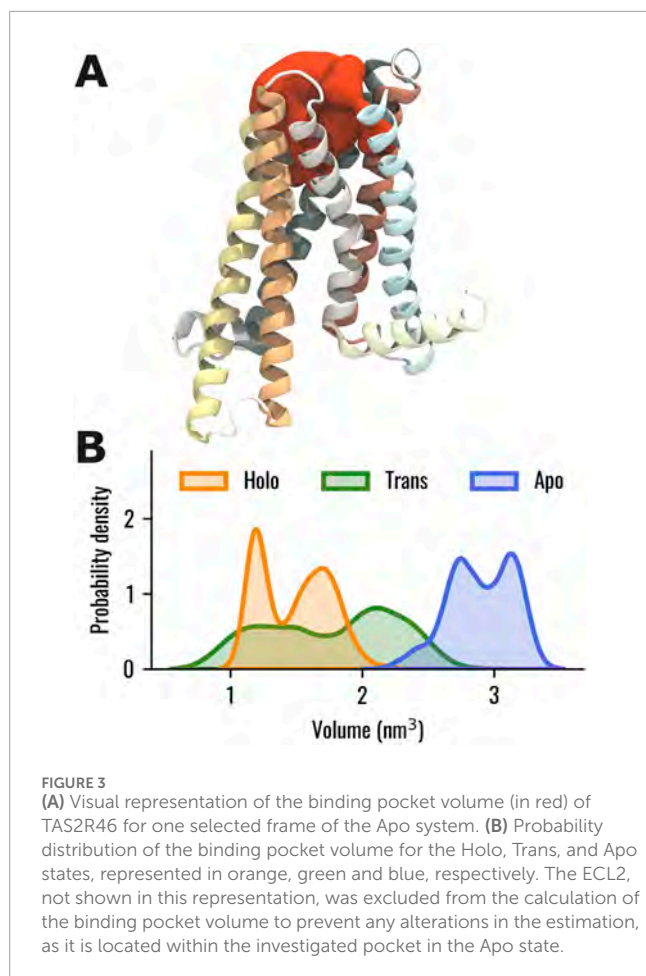 A
B
Holo Trans Apo
Probability density
2
1
0
1 2 3
Volume (nm³)
FIGURE 3
(A) Visual representation of the binding pocket volume (in red) of
TAS2R46 for one selected frame of the Apo system. (B) Probability
distribution of the binding pocket volume for the Holo, Trans, and Apo
states, represented in orange, green and blue, respectively. The ECL2,
not shown in this representation, was excluded from the calculation of
the binding pocket volume to prevent any alterations in the estimation,
as it is located within the investigated pocket in the Apo state.